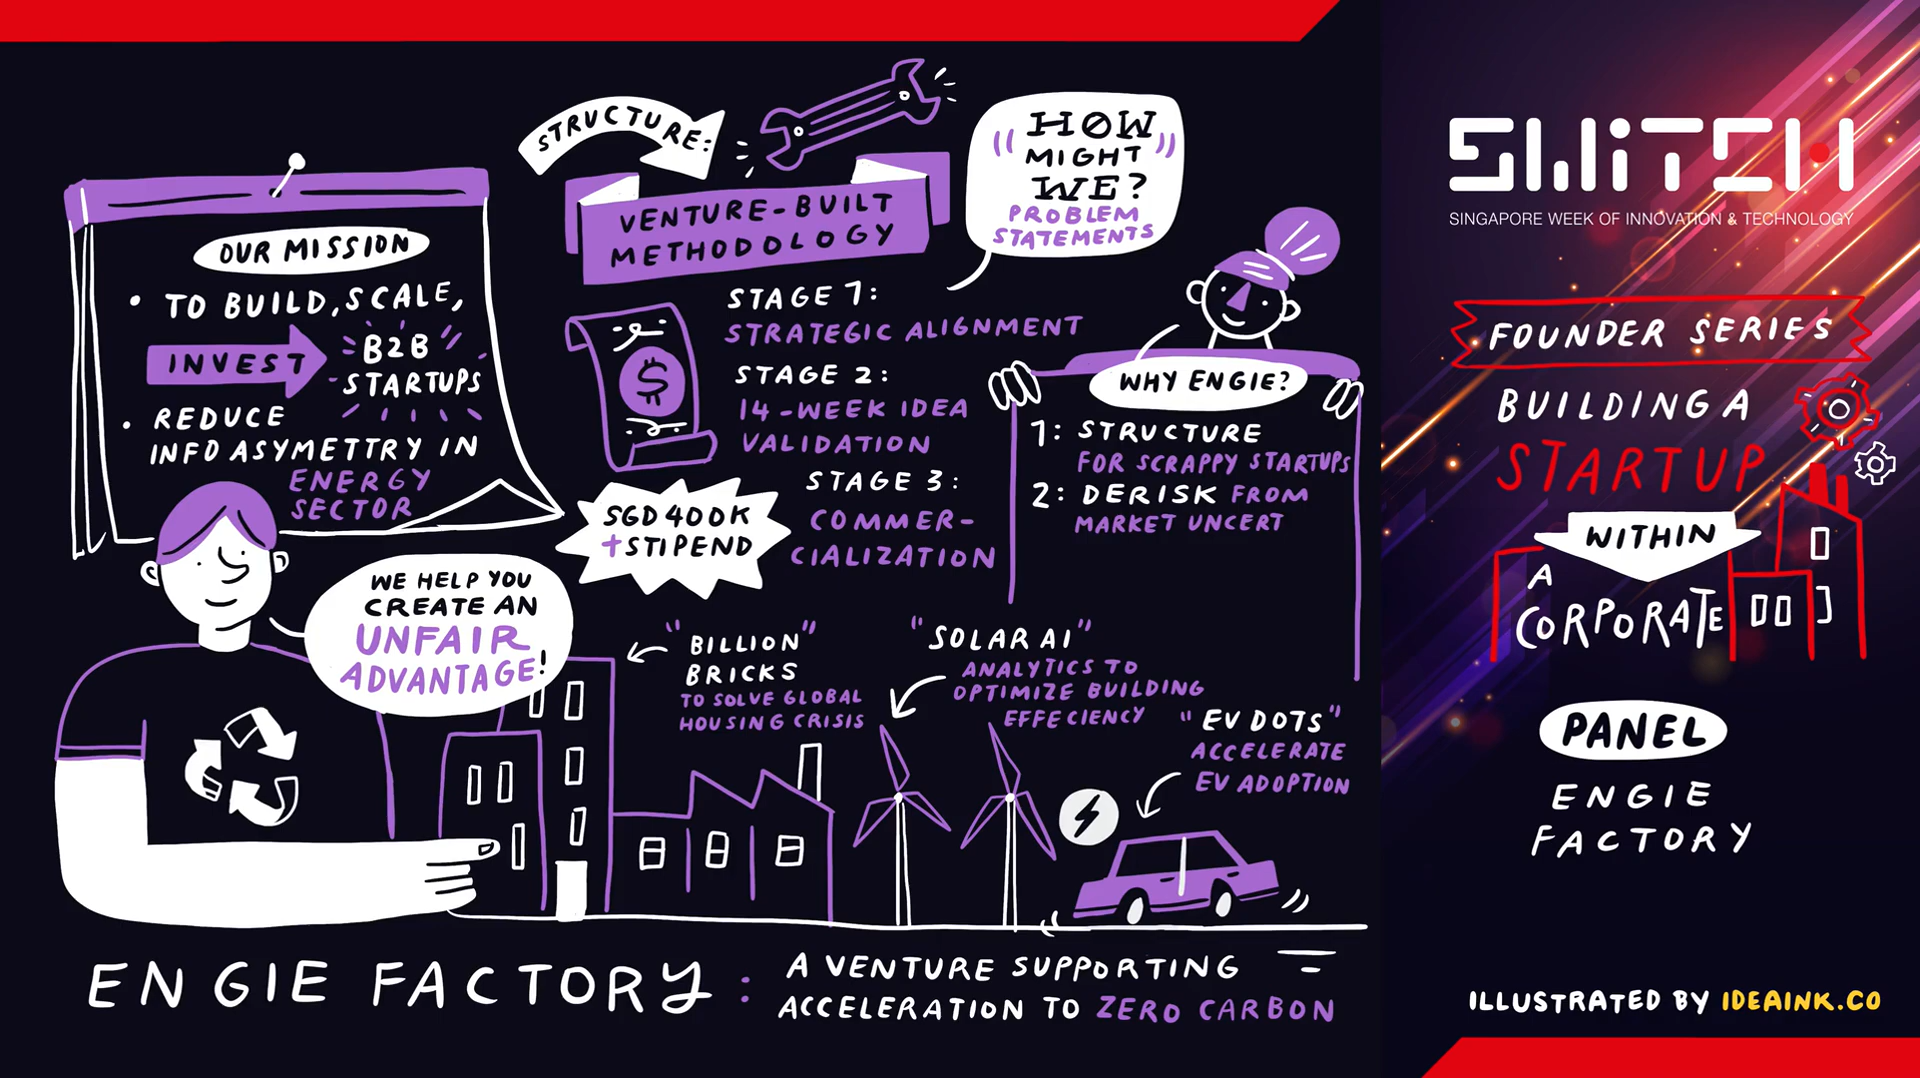 OUR MISSION
• TO BUILD, SCALE,
INVEST
B2B
STARTUPS
• REDUCE
INFO ASYMETTRY IN
ENERGY
SECTOR
WE HELP YOU
CREATE AN
UNFAIR
ADVANTAGE!
STRUCTURE:
VENTURE-BUILT
METHODOLOGY
STAGE 1:
STRATEGIC ALIGNMENT
STAGE 2:
14-WEEK IDEA
VALIDATION
STAGE 3:
COMMER-
CIALIZATION
$
SGD 400K
+STIPEND
"HOW
MIGHT
WE?"
PROBLEM
STATEMENTS
WHY ENGIE?
1: STRUCTURE
FOR SCRAPPY STARTUPS
2: DERISK FROM
MARKET UNCERT
"BILLION"
BRICKS
TO SOLVE GLOBAL
HOUSING CRISIS
"SOLAR AI"
ANALYTICS TO
OPTIMIZE BUILDING
EFFECIENCY
"EV DOTS"
ACCELERATE
EV ADOPTION
ENGIE FACTORY:
A VENTURE SUPPORTING
ACCELERATION TO ZERO CARBON
SWITCH
SINGAPORE WEEK OF INNOVATION & TECHNOLOGY
FOUNDER SERIES
BUILDING A
STARTUP
WITHIN
A
CORPORATE
PANEL
ENGIE
FACTORY
ILLUSTRATED BY IDEAINK.CO